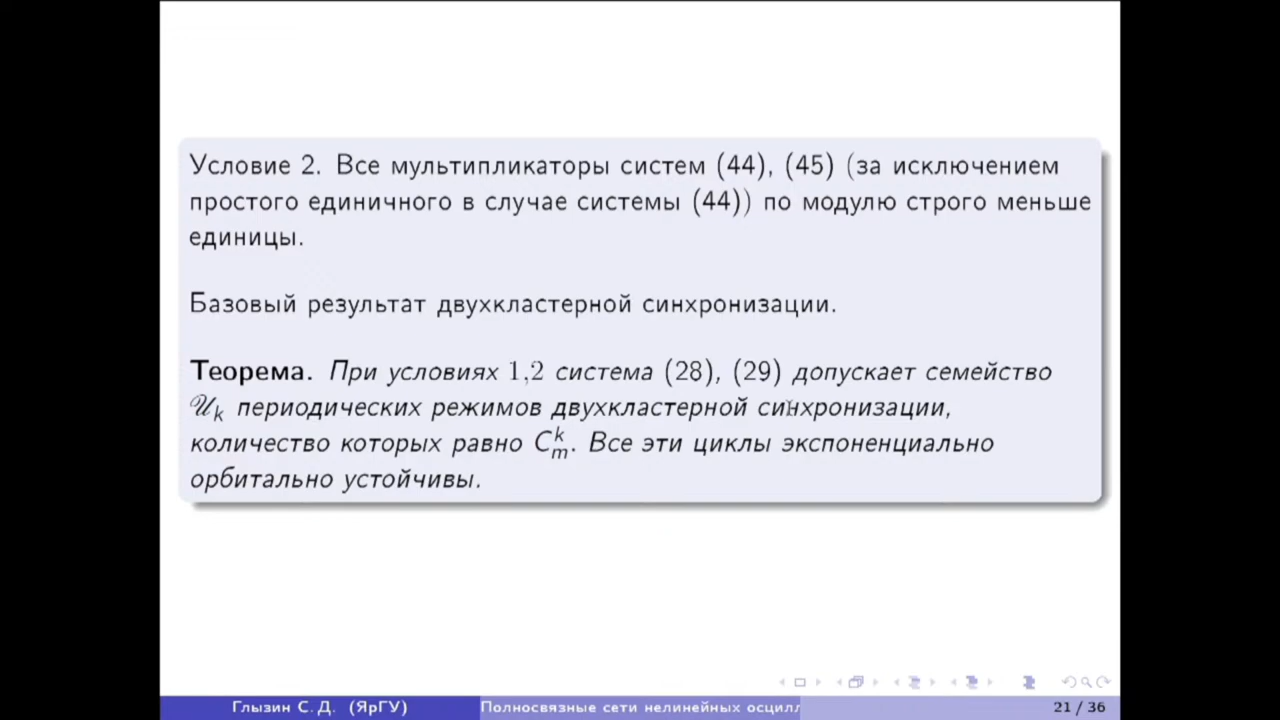 Условие 2. Все мультипликаторы систем (44), (45) (за исключением
простого единичного в случае системы (44)) по модулю строго меньше
единицы.
Базовый результат двухкластерной синхронизации.
Теорема. При условиях 1,2 система (28), (29) допускает семейство
𝒰ₖ периодических режимов двухкластерной синхронизации,
количество которых равно Cᵏₘ. Все эти циклы экспоненциально
орбитально устойчивы.
Глызин С. Д. (ЯрГУ) Полносвязные сети нелинейных осцилл 21 / 36